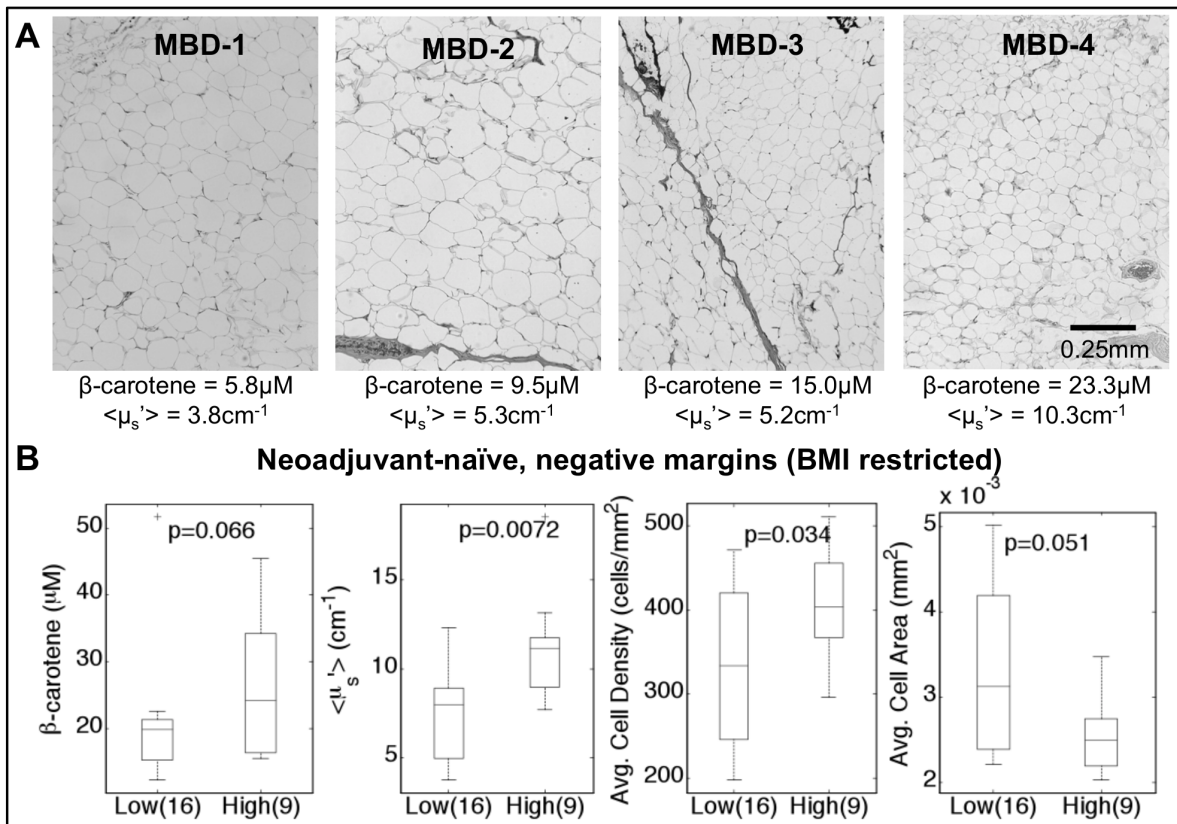 A
MBD-1
MBD-2
MBD-3
MBD-4
0.25mm
β-carotene = 5.8µM
<µs’> = 3.8cm-1
β-carotene = 9.5µM
<µs’> = 5.3cm-1
β-carotene = 15.0µM
<µs’> = 5.2cm-1
β-carotene = 23.3µM
<µs’> = 10.3cm-1
B
Neoadjuvant-naïve, negative margins (BMI restricted)
β-carotene (µM)
50
40
30
20
p=0.066
Low(16)
High(9)
<µs'> (cm-1)
15
10
5
p=0.0072
Low(16)
High(9)
Avg. Cell Density (cells/mm2)
500
400
300
200
p=0.034
Low(16)
High(9)
Avg. Cell Area (mm2)
x 10-3
5
4
3
2
p=0.051
Low(16)
High(9)